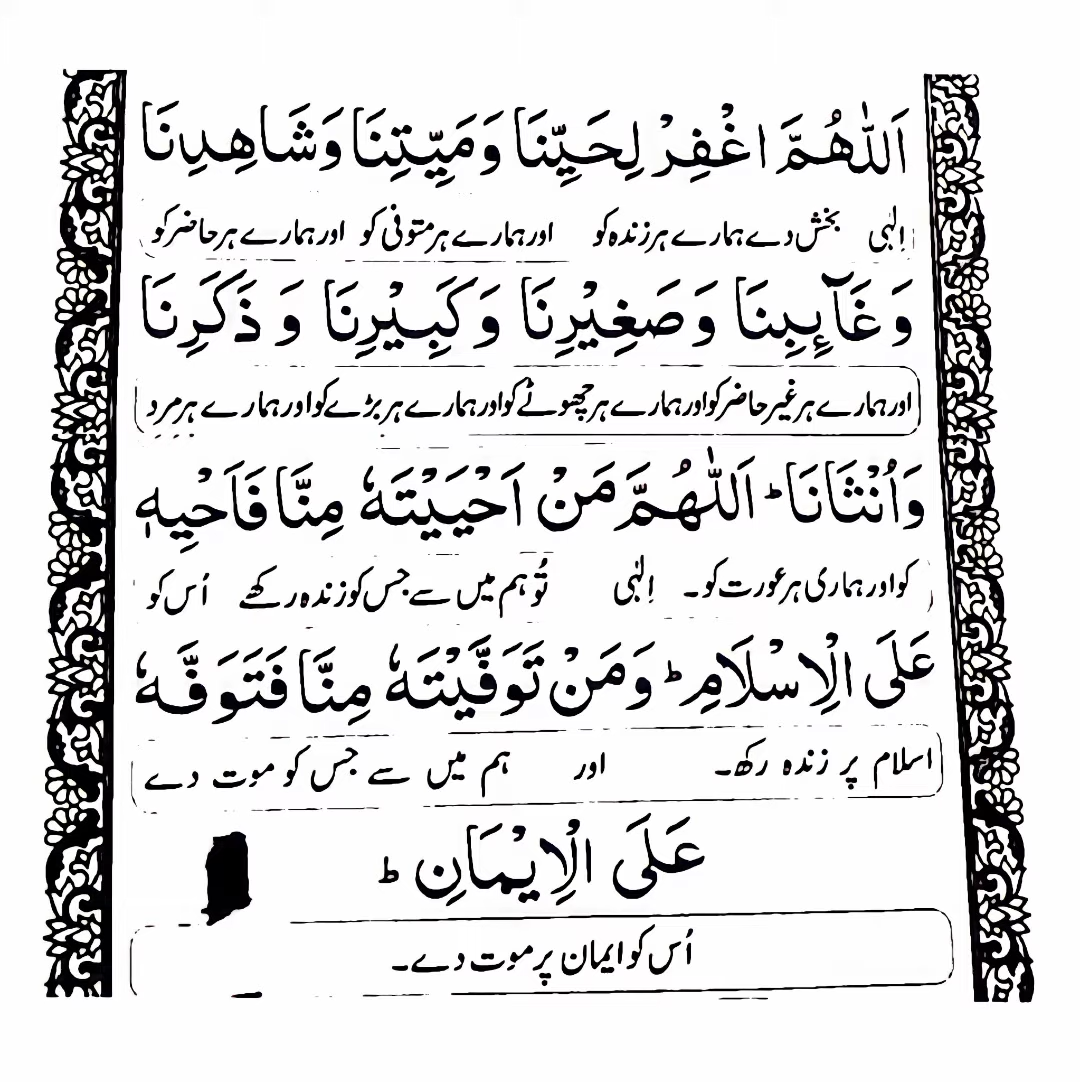 اَللّٰهُمَّ اغْفِرْ لِحَيِّنَا وَمَيِّتِنَا وَشَاهِدِنَا
اِلٰہی بخش دے ہمارے ہر زندہ کو اور ہمارے ہر متوفی کو اور ہمارے ہر حاضر کو
وَغَآئِبِنَا وَصَغِيْرِنَا وَكَبِيْرِنَا وَذَكَرِنَا
اور ہمارے ہر غیر حاضر کو اور ہمارے ہر چھوٹے کو اور ہمارے ہر بڑے کو اور ہمارے ہر مرد
وَاُنْثَانَا ؕ اَللّٰهُمَّ مَنْ اَحْيَيْتَهٗ مِنَّا فَاَحْيِهٖ
کو اور ہماری ہر عورت کو۔ اِلٰہی تُو ہم میں سے جس کو زندہ رکھے اُس کو
عَلَى الْاِسْلَامِ ؕ وَمَنْ تَوَفَّيْتَهٗ مِنَّا فَتَوَفَّهٗ
اسلام پر زندہ رکھ۔ اور ہم میں سے جس کو موت دے
عَلَى الْاِيْمَانِ ؕ
اُس کو ایمان پر موت دے۔